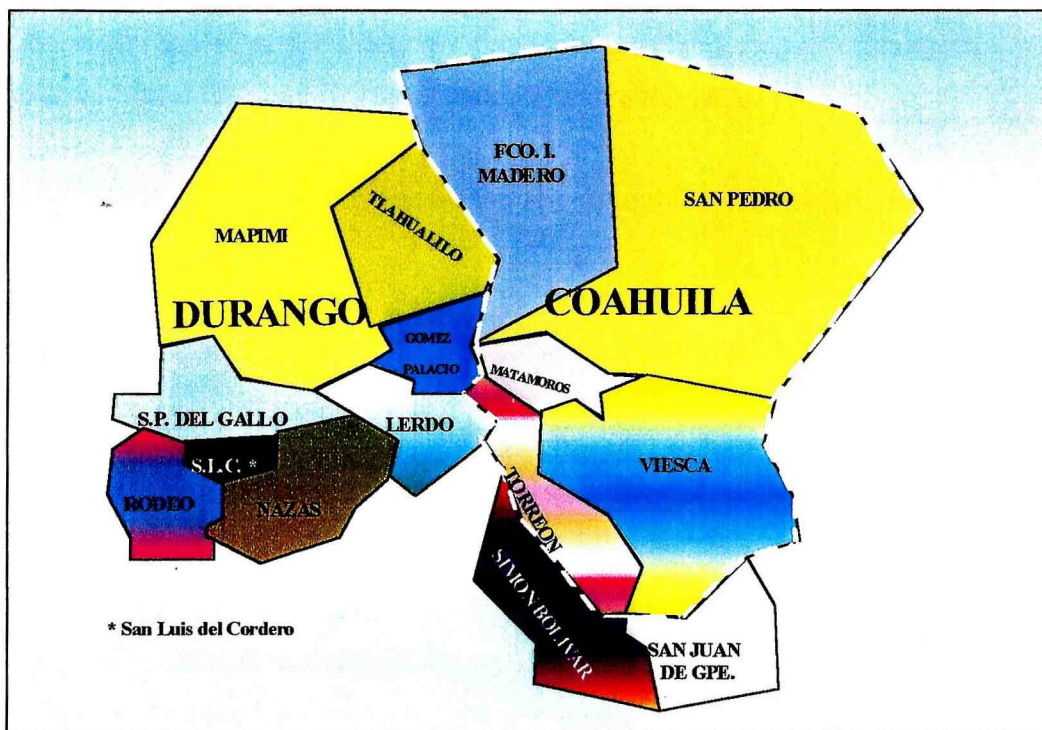 FCO. I.
MADERO
SAN PEDRO
TLAHUALILO
MAPIMI
DURANGO
COAHUILA
GOMEZ
PALACIO
MATAMOROS
S.P. DEL GALLO
LERDO
S.L.C. *
VIESCA
RODEO
NAZAS
TORREON
SIMON BOLIVAR
* San Luis del Cordero
SAN JUAN
DE GPE.